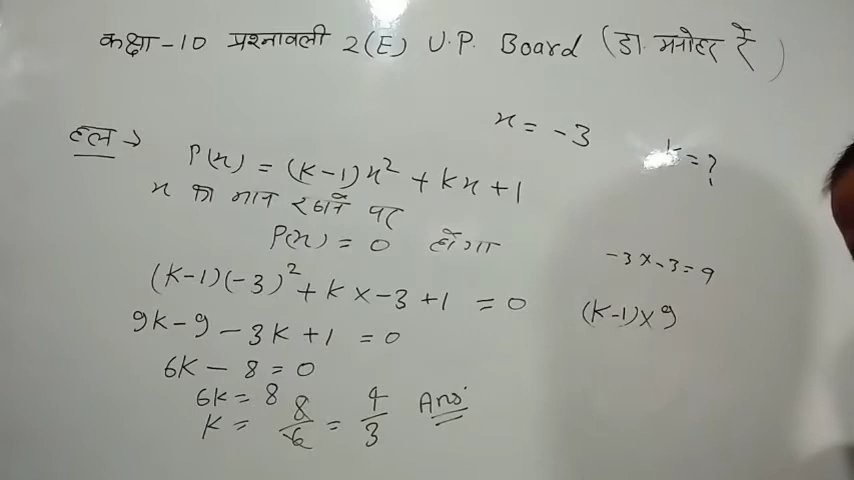 कक्षा-10 प्रश्नावली 2(E) U.P. Board (डा. मनोहर रे)
x = -3
k = ?
हल →
P(x) = (k-1)x² + kx + 1
x का मान रखने पर
P(x) = 0 होगा
(k-1)(-3)² + k x -3 + 1 = 0
-3 x -3 = 9
(k-1) x 9
9k - 9 - 3k + 1 = 0
6k - 8 = 0
6k = 8
k = 8/6 = 4/3 Ans.